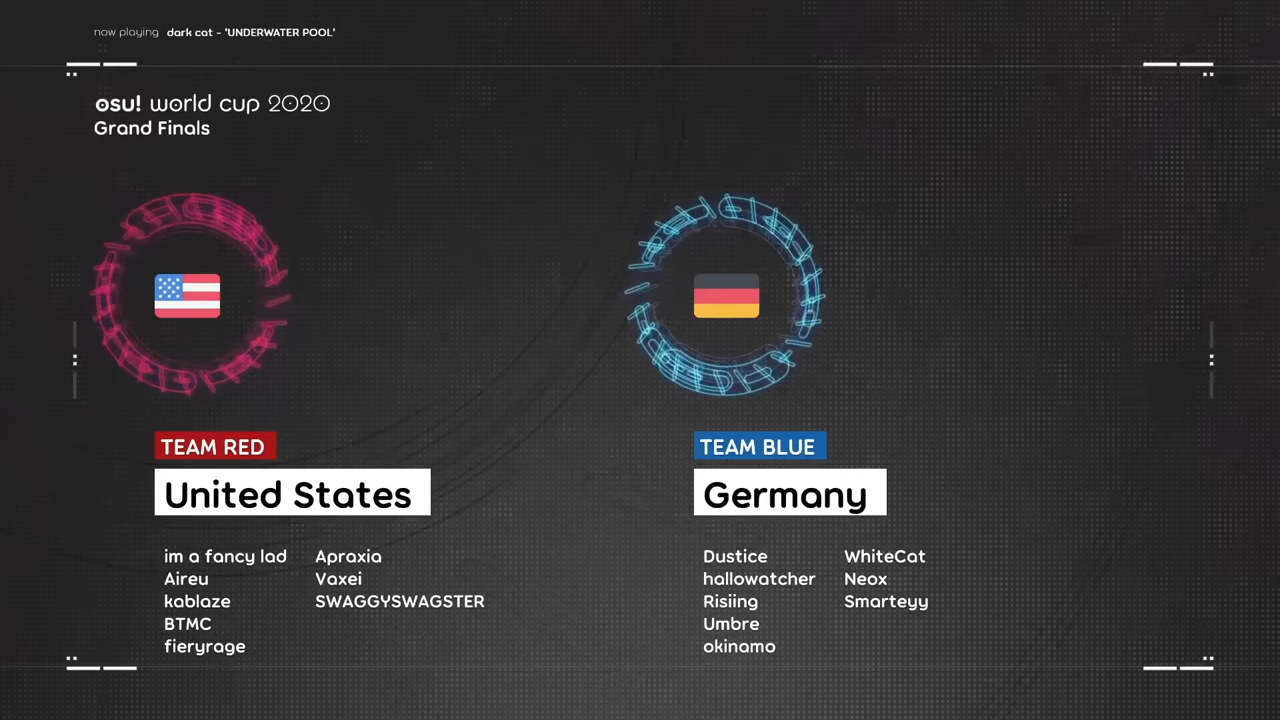 now playing dark cat - 'UNDERWATER POOL'
osu! world cup 2020
Grand Finals
TEAM RED
United States
im a fancy lad Apraxia
Aireu Vaxei
kablaze SWAGGYSWAGSTER
BTMC
fieryrage
TEAM BLUE
Germany
Dustice WhiteCat
hallowatcher Neox
Risiing Smarteyy
Umbre
okinamo